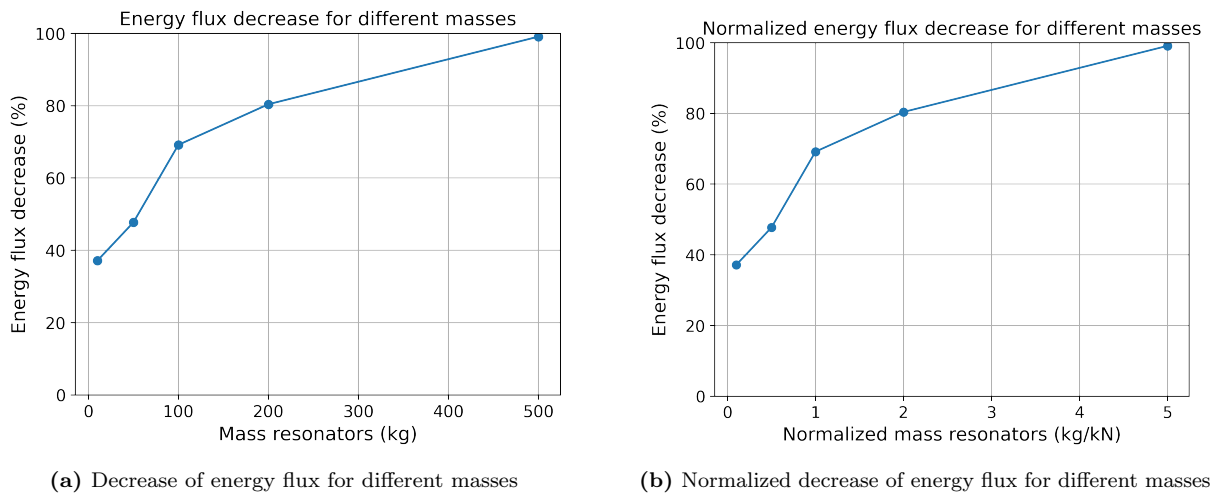 Energy flux decrease for different masses
Energy flux decrease (%)
100
80
60
40
20
0
0 100 200 300 400 500
Mass resonators (kg)
(a) Decrease of energy flux for different masses
Normalized energy flux decrease for different masses
Energy flux decrease (%)
100
80
60
40
20
0
0 1 2 3 4 5
Normalized mass resonators (kg/kN)
(b) Normalized decrease of energy flux for different masses